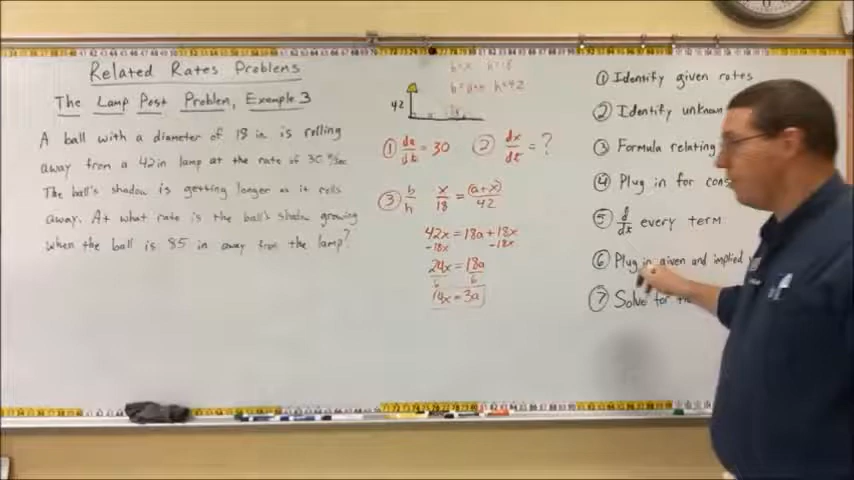 Related Rates Problems
The Lamp Post Problem, Example 3
A ball with a diameter of 18 in is rolling
away from a 42in lamp at the rate of 30 in/sec
The ball's shadow is getting longer as it rolls
away. At what rate is the ball's shadow growing
when the ball is 85 in away from the lamp?
b=x h=18
b=a+x h=42
42
① da/dt = 30 ② dx/dt = ?
③ b/h x/18 = (a+x)/42
42x = 18a + 18x
-18x -18x
24x = 18a
6 6
4x = 3a
① Identify given rates
② Identify unknown
③ Formula relating
④ Plug in for cons
⑤ d/dx every term
⑥ Plug in given and implied
⑦ Solve for